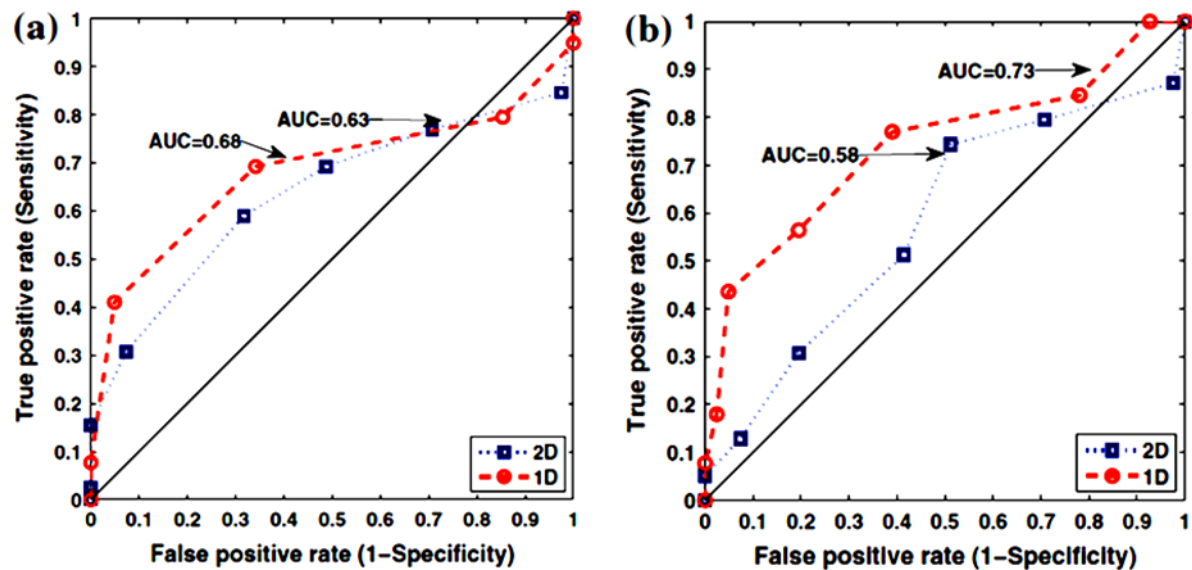 (a)
True positive rate (Sensitivity)
1
0.9
0.8
0.7
0.6
0.5
0.4
0.3
0.2
0.1
0
AUC=0.63
AUC=0.68
2D
1D
0 0.1 0.2 0.3 0.4 0.5 0.6 0.7 0.8 0.9 1
False positive rate (1-Specificity)
(b)
True positive rate (Sensitivity)
1
0.9
0.8
0.7
0.6
0.5
0.4
0.3
0.2
0.1
0
AUC=0.73
AUC=0.58
2D
1D
0 0.1 0.2 0.3 0.4 0.5 0.6 0.7 0.8 0.9 1
False positive rate (1-Specificity)